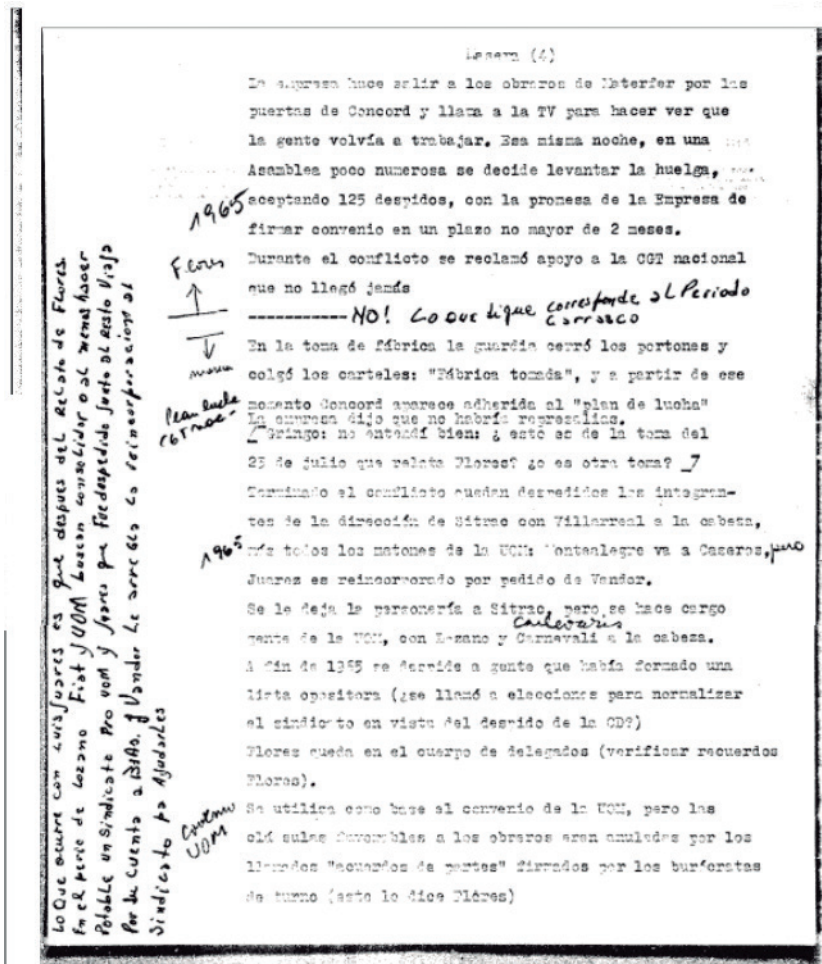 (4)
La empresa hace salir a los obreros de Materfer por las
puertas de Concord y llama a la TV para hacer ver que
la gente volvía a trabajar. Esa misma noche, en una
Asamblea poco numerosa se decide levantar la huelga,
1965
aceptando 125 despidos, con la promesa de la Empresa de
firmar convenio en un plazo no mayor de 2 meses.
Flores
Durante el conflicto se reclamó apoyo a la CGT nacional
que no llegó jamás
----------- NO! Lo que sigue corresponde al Periodo
Carrasco
En la toma de fábrica la guardia cerró los portones y
colgó los carteles: "Fábrica tomada", y a partir de ese
Plan lucha
CGT nac-
momento Concord aparece adherida al "plan de lucha"
La empresa dijo que no habría represalias.
/ Gringo: no entendí bien: ¿ esto es de la toma del
23 de julio que relata Flores? ¿o es otra toma? _7
Terminado el conflicto quedan despedidos los integran-
tes de la dirección de Sitrac con Villarreal a la cabeza,
1965
más todos los matones de la UOM: Montealegre va a Caseros, pero
Juarez es reincorporado por pedido de Vandor.
Se le deja la personería a Sitrac, pero se hace cargo
gente de la UOM, con Lozano y Carnevali a la cabeza.
A fin de 1965 se despide a gente que había formado una
lista opositora (¿se llamó a elecciones para normalizar
el sindicato en vista del despido de la CD?)
Flores queda en el cuerpo de delegados (verificar recuerdos
Flores).
Convenio
UOM
Se utiliza como base el convenio de la UOM, pero las
cláusulas favorables a los obreros eran anuladas por los
llamados "acuerdos de partes" firmados por los burócratas
de turno (esto lo dice Flores)
Lo Que ocurre con Luis Juares es que despues del Relato de Flores.
En el perio de Lozano Fiat y UOM buscan consolidar o al menos hacer
Potable un Sindicato Pro UOM y Juares que Fue despedido Junto al Resto Viaja
Por Su Cuenta a BsAs. y Vandor Le arregla la reincorporacion al
Sindicato pa Ayudarles